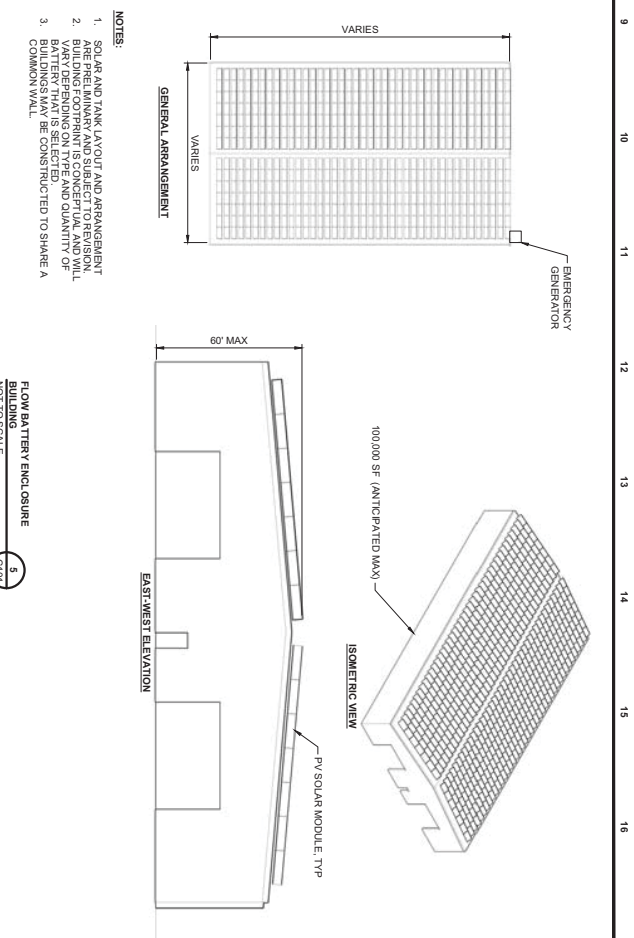 9
10
11
12
13
14
15
16
VARIES
VARIES
EMERGENCY
GENERATOR
GENERAL ARRANGEMENT
100,000 SF (ANTICIPATED MAX)
ISOMETRIC VIEW
60' MAX
PV SOLAR MODULE, TYP
EAST-WEST ELEVATION
NOTES:
1. SOLAR AND TANK LAYOUT AND ARRANGEMENT
ARE PRELIMINARY AND SUBJECT TO REVISION.
2. BUILDING FOOTPRINT IS CONCEPTUAL AND WILL
VARY DEPENDING ON TYPE AND QUANTITY OF
BATTERY THAT IS SELECTED.
3. BUILDINGS MAY BE CONSTRUCTED TO SHARE A
COMMON WALL.
FLOW BATTERY ENCLOSURE
BUILDING
NOT TO SCALE
5